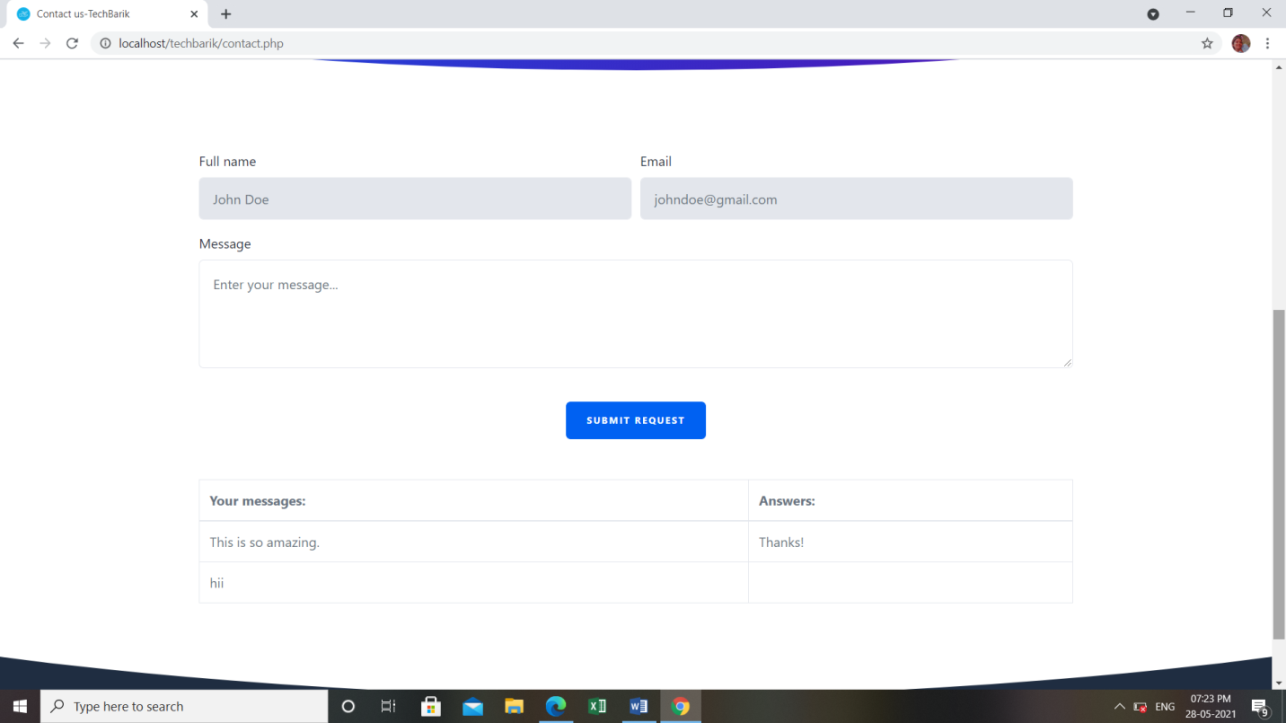 Contact us-TechBarik
localhost/techbarik/contact.php
Full name Email
John Doe johndoe@gmail.com
Message
Enter your message...
SUBMIT REQUEST
Your messages: Answers:
This is so amazing. Thanks!
hii
Type here to search
ENG
07:23 PM
28-05-2021
9